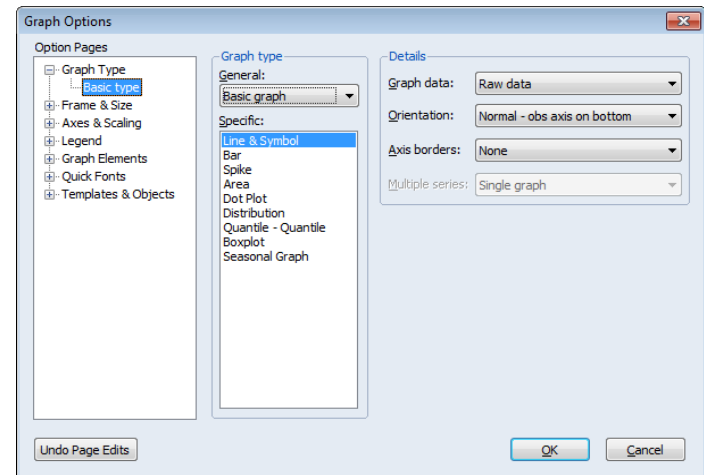 Graph Options
Option Pages
Graph Type
Basic type
Frame & Size
Axes & Scaling
Legend
Graph Elements
Quick Fonts
Templates & Objects
Graph type
General:
Basic graph
Specific:
Line & Symbol
Bar
Spike
Area
Dot Plot
Distribution
Quantile - Quantile
Boxplot
Seasonal Graph
Details
Graph data: Raw data
Orientation: Normal - obs axis on bottom
Axis borders: None
Multiple series: Single graph
Undo Page Edits
OK
Cancel